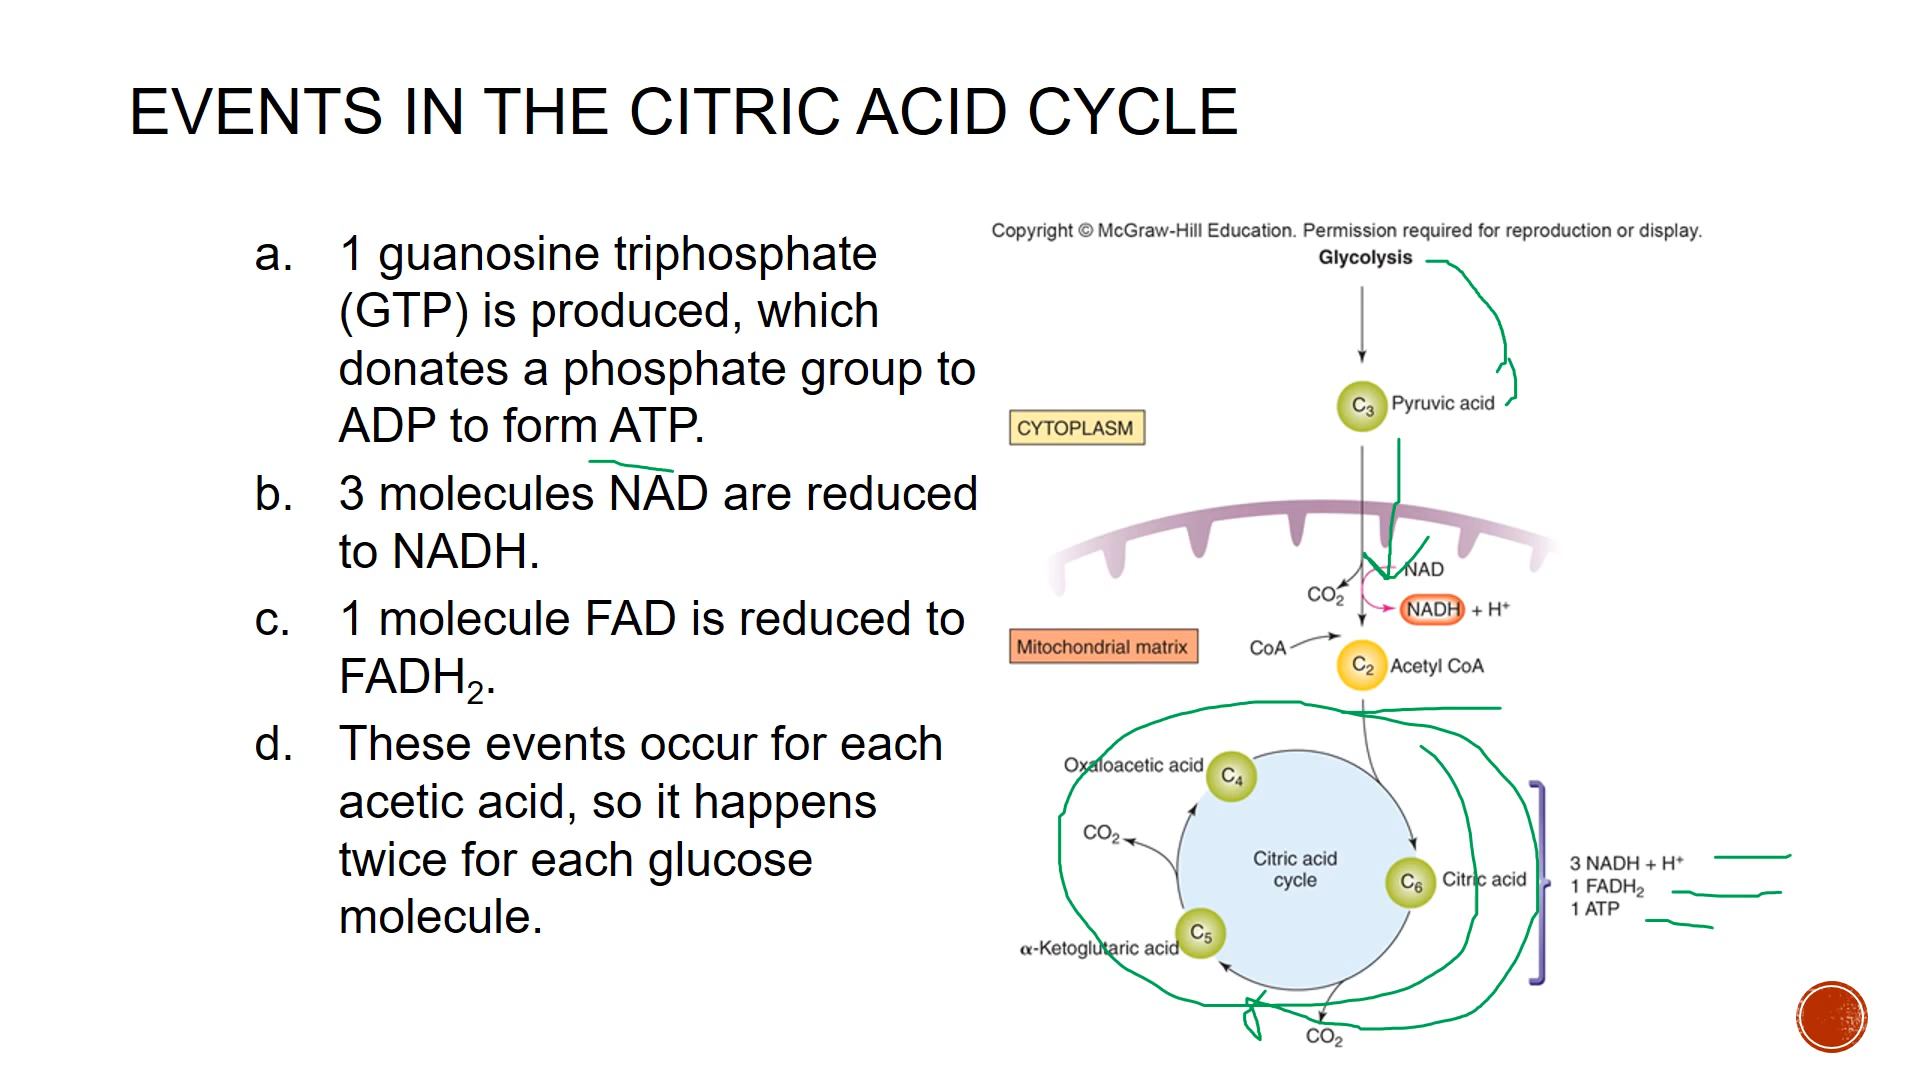 EVENTS IN THE CITRIC ACID CYCLE
a. 1 guanosine triphosphate
(GTP) is produced, which
donates a phosphate group to
ADP to form ATP.
b. 3 molecules NAD are reduced
to NADH.
c. 1 molecule FAD is reduced to
FADH₂.
d. These events occur for each
acetic acid, so it happens
twice for each glucose
molecule.
Copyright © McGraw-Hill Education. Permission required for reproduction or display.
Glycolysis
C₃ Pyruvic acid
CYTOPLASM
NAD
CO₂
NADH + H⁺
Mitochondrial matrix
CoA
C₂ Acetyl CoA
Oxaloacetic acid C₄
CO₂
Citric acid
cycle
C₆ Citric acid
3 NADH + H⁺
1 FADH₂
1 ATP
α-Ketoglutaric acid C₅
CO₂